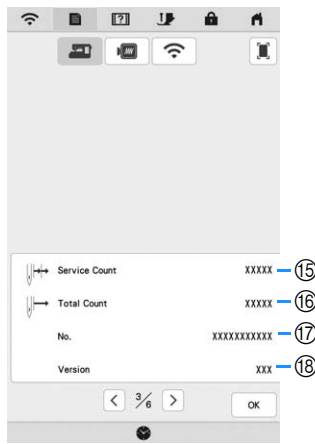 Service Count XXXXX ⑮
Total Count XXXXX ⑯
No. XXXXXXXXXXX ⑰
Version XXX ⑱
< 3/6 > OK